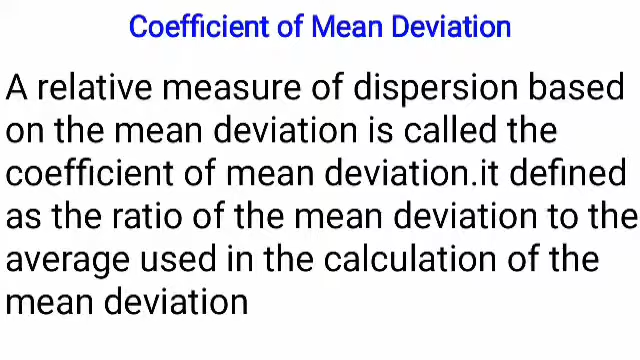 Coefficient of Mean Deviation
A relative measure of dispersion based
on the mean deviation is called the
coefficient of mean deviation.it defined
as the ratio of the mean deviation to the
average used in the calculation of the
mean deviation